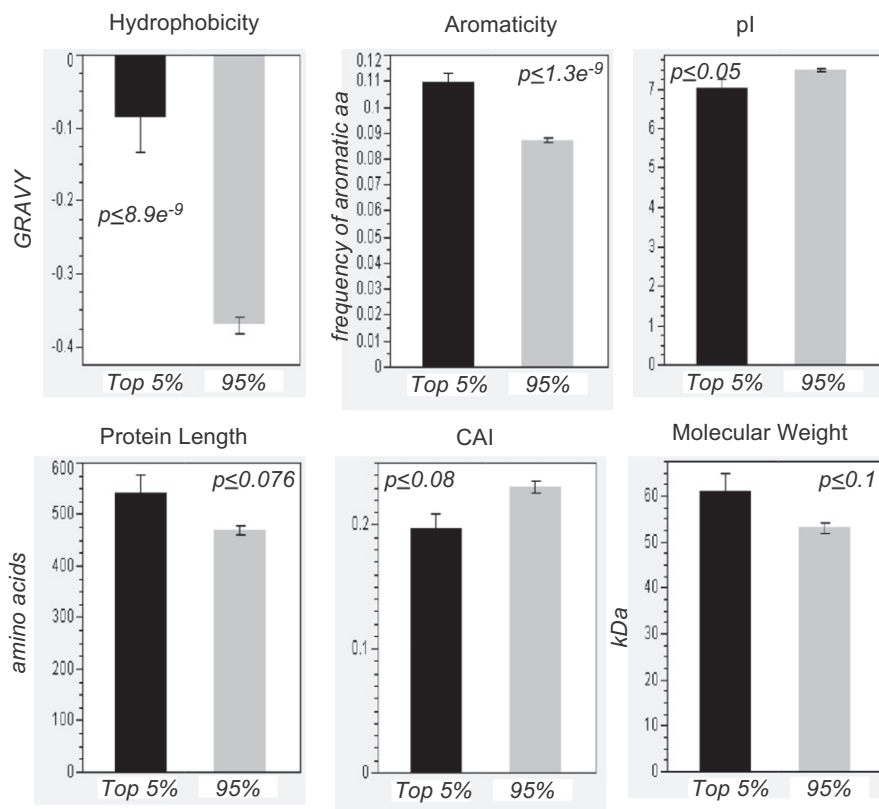 Hydrophobicity
GRAVY
0
-0.1
-0.2
-0.3
-0.4
p≤8.9e-9
Top 5% 95%
Aromaticity
frequency of aromatic aa
0.12
0.11
0.1
0.09
0.08
0.07
0.06
0.05
0.04
0.03
0.02
0.01
0
p≤1.3e-9
Top 5% 95%
pI
7
6
5
4
3
2
1
0
p≤0.05
Top 5% 95%
Protein Length
amino acids
600
500
400
300
200
100
0
p≤0.076
Top 5% 95%
CAI
0.2
0.1
0
p≤0.08
Top 5% 95%
Molecular Weight
kDa
60
50
40
30
20
10
0
p≤0.1
Top 5% 95%